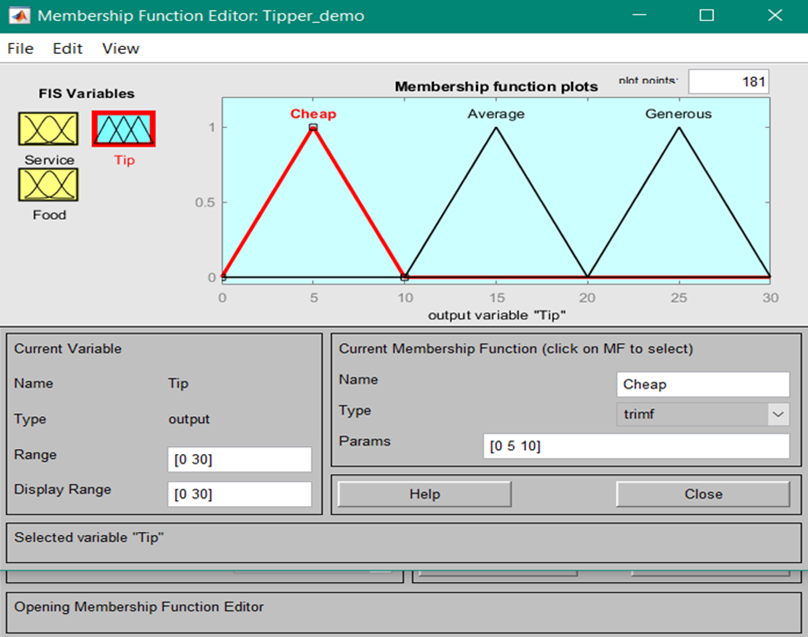 Membership Function Editor: Tipper_demo
File Edit View
FIS Variables
Service
Tip
Food
Membership function plots
plot points:
181
Cheap
Average
Generous
1
0.5
0
0 5 10 15 20 25 30
output variable "Tip"
Current Variable
Name Tip
Type output
Range [0 30]
Display Range [0 30]
Current Membership Function (click on MF to select)
Name Cheap
Type trimf
Params [0 5 10]
Help Close
Selected variable "Tip"
Opening Membership Function Editor